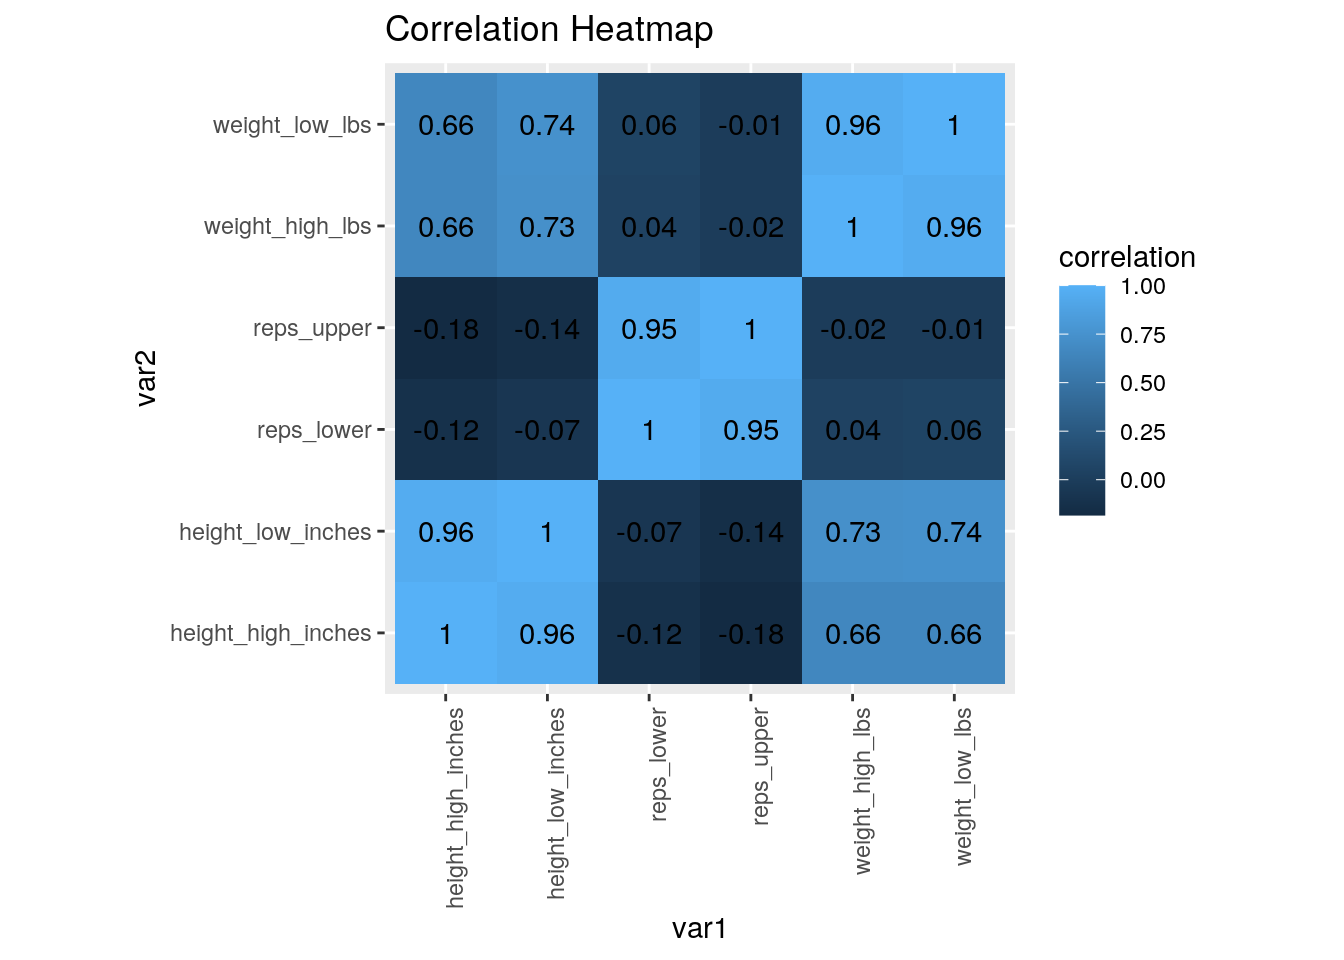 Correlation Heatmap
weight_low_lbs 0.66 0.74 0.06 -0.01 0.96 1
weight_high_lbs 0.66 0.73 0.04 -0.02 1 0.96
reps_upper -0.18 -0.14 0.95 1 -0.02 -0.01
reps_lower -0.12 -0.07 1 0.95 0.04 0.06
height_low_inches 0.96 1 -0.07 -0.14 0.73 0.74
height_high_inches 1 0.96 -0.12 -0.18 0.66 0.66
var2
height_high_inches
height_low_inches
reps_lower
reps_upper
weight_high_lbs
weight_low_lbs
var1
correlation
1.00
0.75
0.50
0.25
0.00